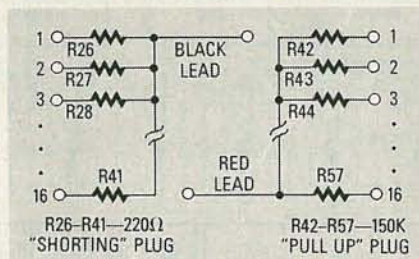 1 R26
2 R27
3 R28
16 R41
BLACK
LEAD
R26–R41—220Ω
"SHORTING" PLUG
RED
LEAD
R42 1
R43 2
R44 3
R57 16
R42–R57—150K
"PULL UP" PLUG